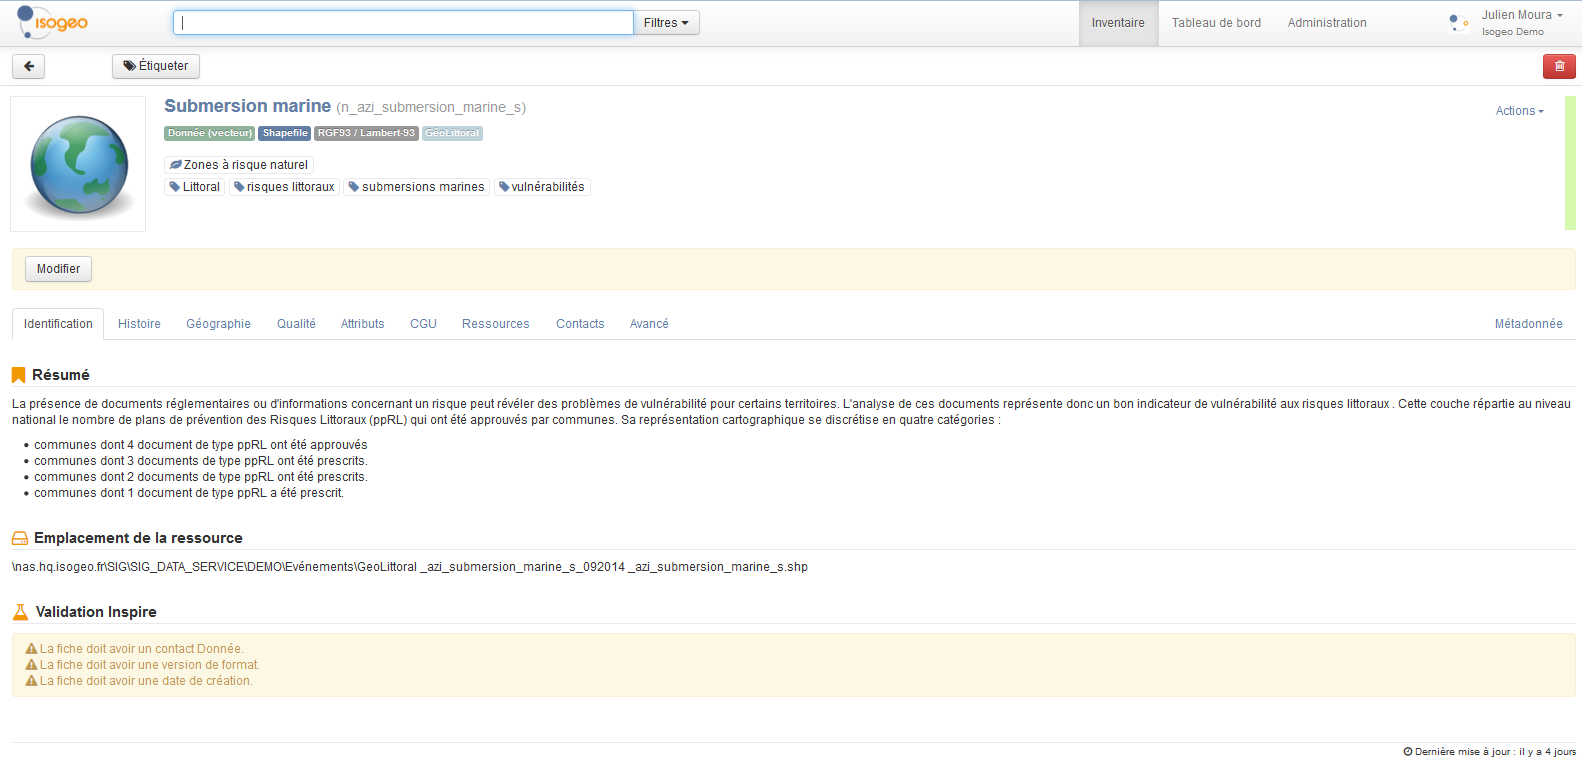 isogeo
Filtres
Inventaire
Tableau de bord
Administration
Julien Moura
Isogeo Demo
Étiqueter
Submersion marine (n_azi_submersion_marine_s)
Actions
Donnée (vecteur) Shapefile RGF93 / Lambert-93 GéoLittoral
Zones à risque naturel
Littoral risques littoraux submersions marines vulnérabilités
Modifier
Identification Histoire Géographie Qualité Attributs CGU Ressources Contacts Avancé Métadonnée
Résumé
La présence de documents réglementaires ou d'informations concernant un risque peut révéler des problèmes de vulnérabilité pour certains territoires. L'analyse de ces documents représente donc un bon indicateur de vulnérabilité aux risques littoraux . Cette couche répartie au niveau
national le nombre de plans de prévention des Risques Littoraux (ppRL) qui ont été approuvés par communes. Sa représentation cartographique se discrétise en quatre catégories :
• communes dont 4 document de type ppRL ont été approuvés
• communes dont 3 documents de type ppRL ont été prescrits.
• communes dont 2 documents de type ppRL ont été prescrits.
• communes dont 1 document de type ppRL a été prescrit.
Emplacement de la ressource
\nas.hq.isogeo.fr\SIG\SIG_DATA_SERVICE\DEMO\Evénements\GeoLittoral _azi_submersion_marine_s_092014 _azi_submersion_marine_s.shp
Validation Inspire
La fiche doit avoir un contact Donnée.
La fiche doit avoir une version de format.
La fiche doit avoir une date de création.
Dernière mise à jour : il y a 4 jours